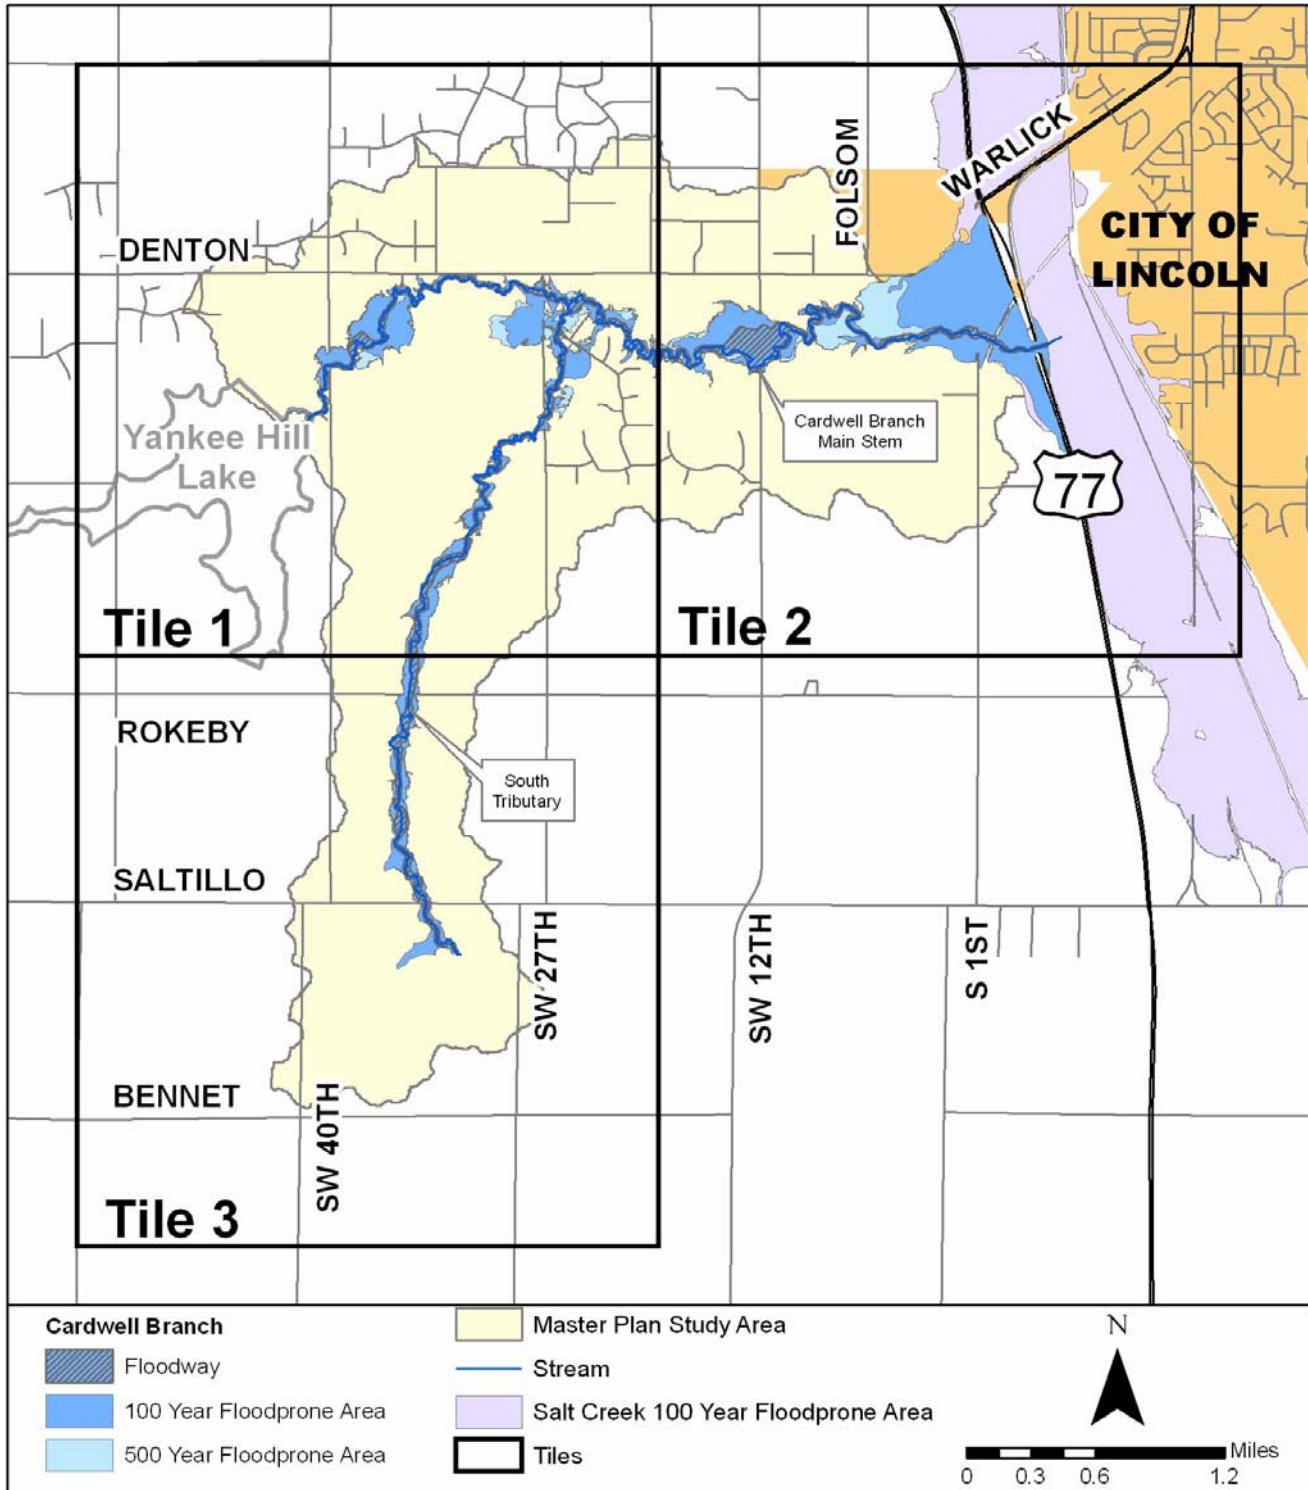 WARLICK
FOLSOM
CITY OF
LINCOLN
DENTON
Yankee Hill
Lake
Cardwell Branch
Main Stem
77
Tile 1
Tile 2
ROKEBY
South
Tributary
SALTILLO
SW 27TH
SW 12TH
S 1ST
BENNET
SW 40TH
Tile 3
Cardwell Branch
Floodway
100 Year Floodprone Area
500 Year Floodprone Area
Master Plan Study Area
Stream
Salt Creek 100 Year Floodprone Area
Tiles
N
Miles
0 0.3 0.6 1.2